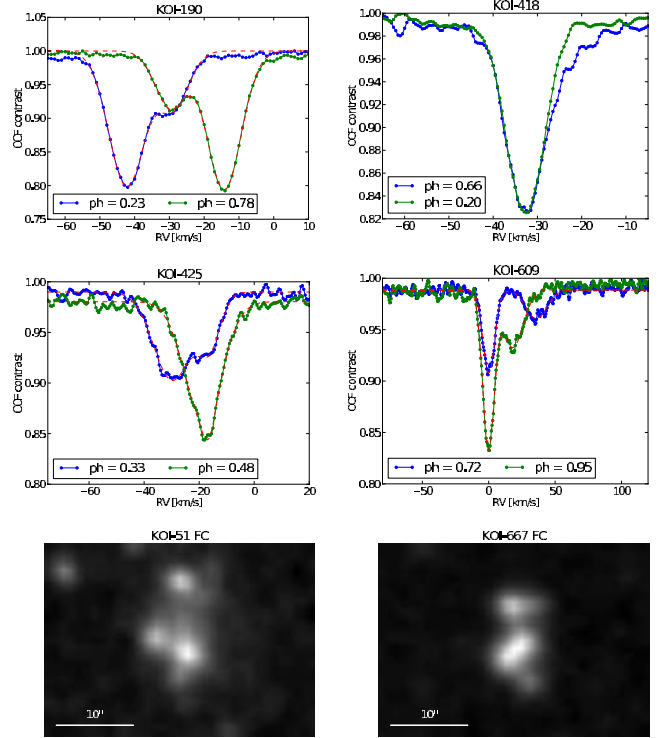 KOI-190
1.05
1.00
0.95
0.90
0.85
0.80
0.75
CCF contrast
ph = 0.23
ph = 0.78
−60 −50 −40 −30 −20 −10 0 10
RV [km/s]
KOI-418
1.00
0.98
0.96
0.94
0.92
0.90
0.88
0.86
0.84
0.82
ph = 0.66
ph = 0.20
−60 −50 −40 −30 −20 −10
RV [km/s]
KOI-425
1.00
0.95
0.90
0.85
0.80
CCF contrast
ph = 0.33
ph = 0.48
−60 −40 −20 0 20
RV [km/s]
KOI-609
1.00
0.95
0.90
0.85
0.80
ph = 0.72
ph = 0.95
−50 0 50 100
RV [km/s]
KOI-51 FC
10"
KOI-667 FC
10"